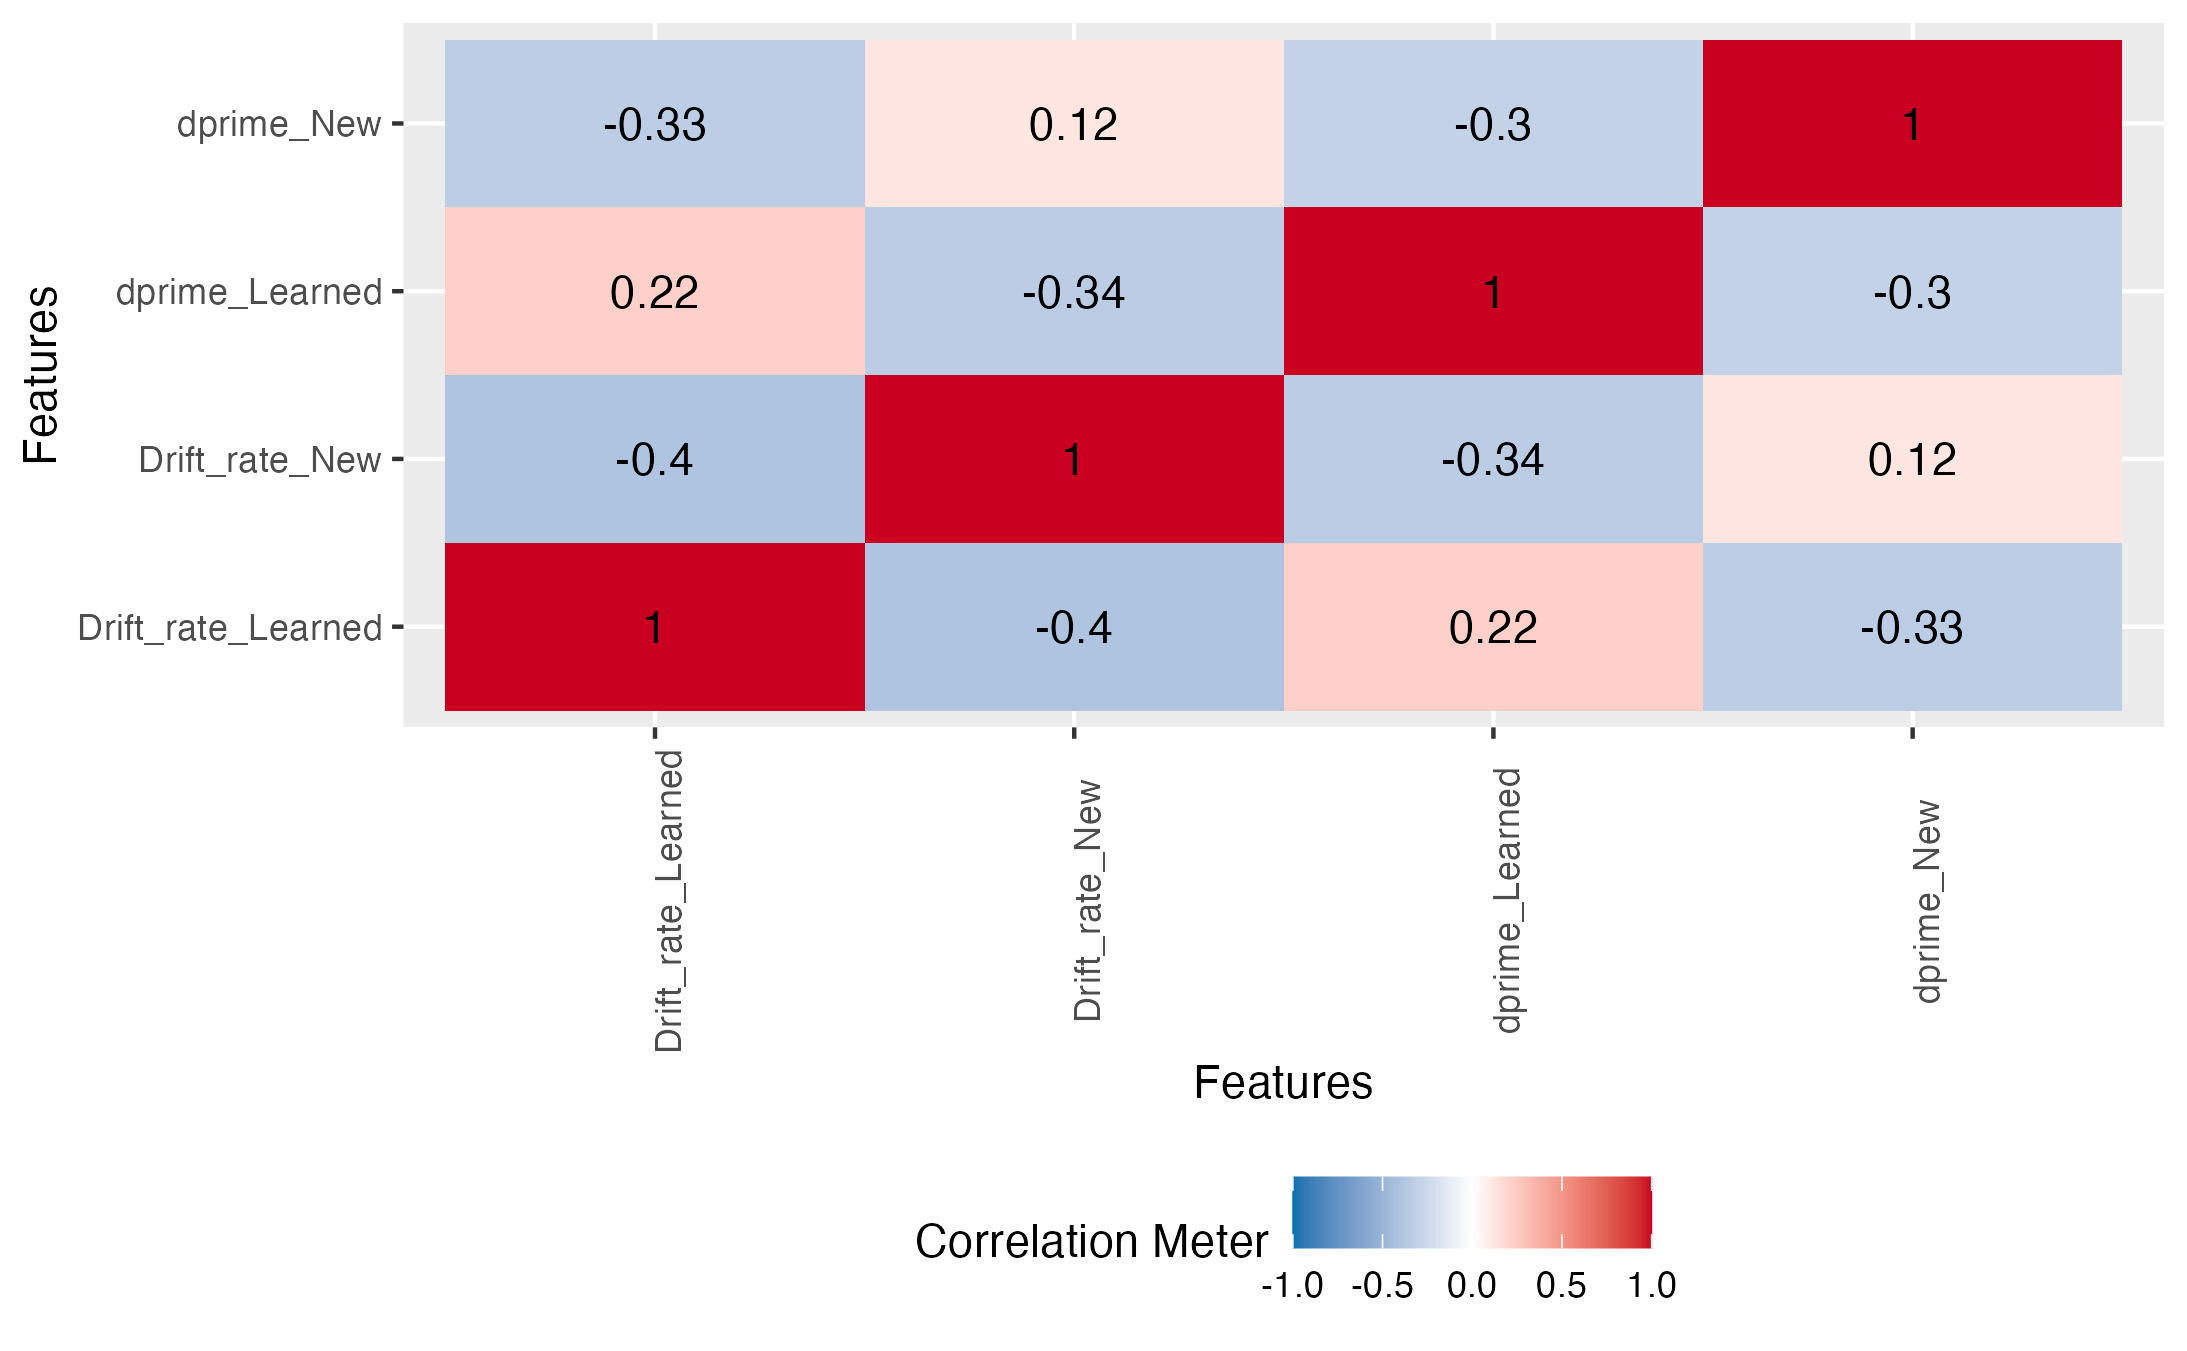 Features
dprime_New -0.33 0.12 -0.3 1
dprime_Learned 0.22 -0.34 1 -0.3
Drift_rate_New -0.4 1 -0.34 0.12
Drift_rate_Learned 1 -0.4 0.22 -0.33
Drift_rate_Learned
Drift_rate_New
dprime_Learned
dprime_New
Features
Correlation Meter
-1.0 -0.5 0.0 0.5 1.0